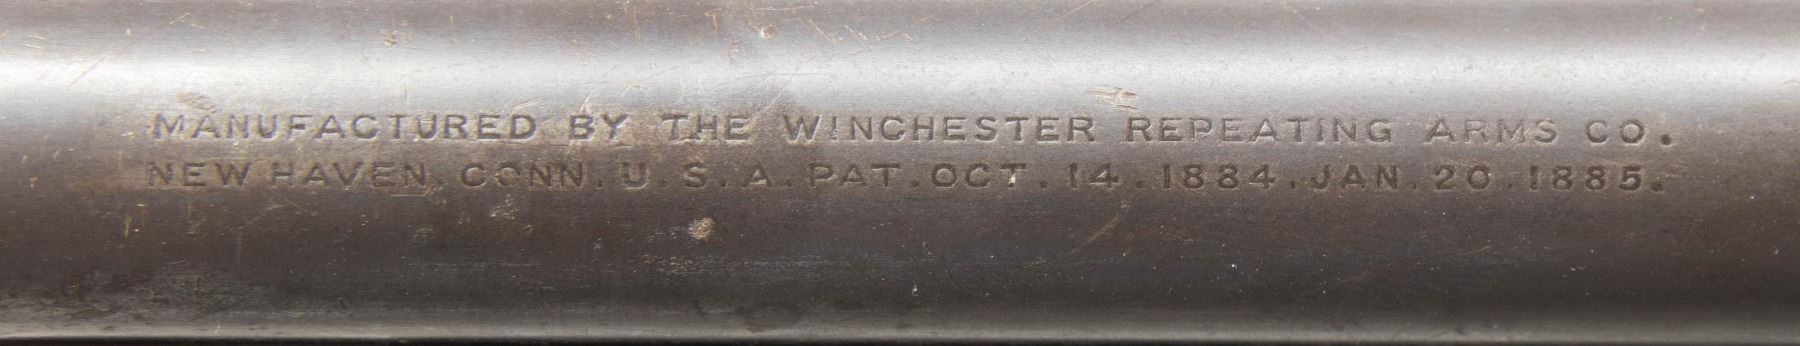 MANUFACTURED BY THE WINCHESTER REPEATING ARMS CO.
NEW HAVEN. CONN. U.S.A. PAT. OCT. 14. 1884. JAN. 20. 1885.